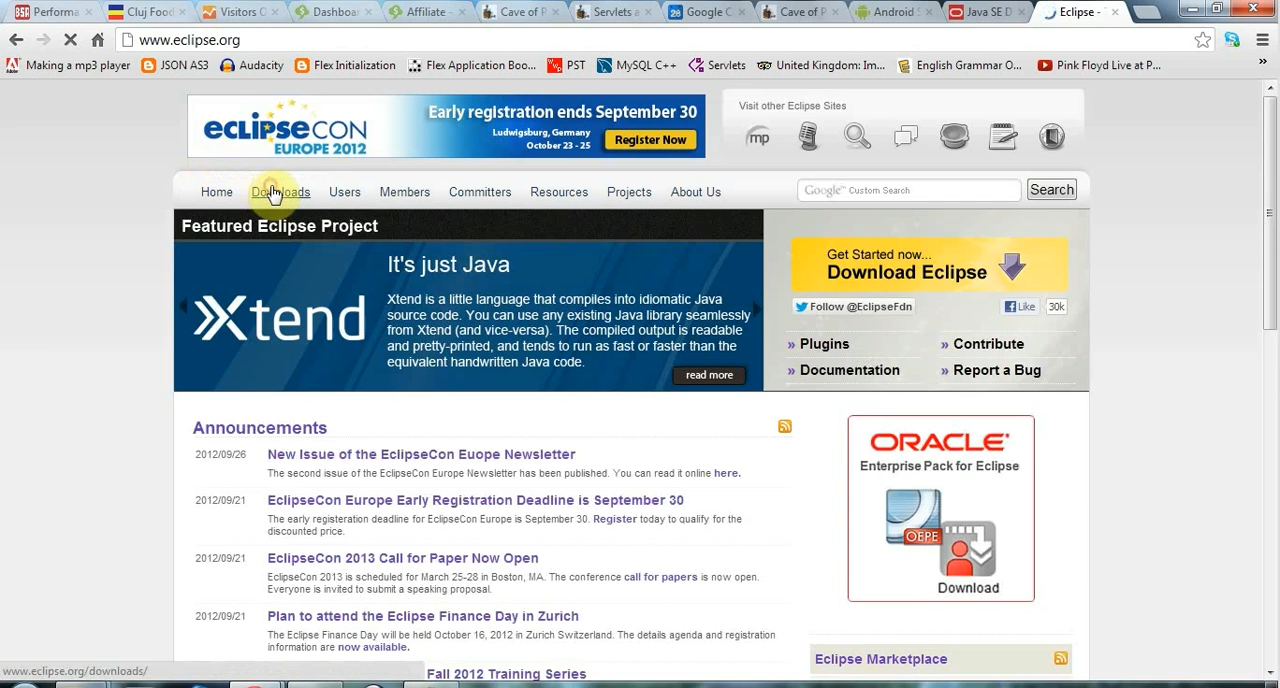 Performa
Cluj Food
Visitors O
Dashboa
Affiliate -
Cave of P
Servlets a
Google C
Cave of P
Android S
Java SE D
Eclipse -
www.eclipse.org
Making a mp3 player
JSON AS3
Audacity
Flex Initialization
Flex Application Boo...
PST
MySQL C++
Servlets
United Kingdom: Im...
English Grammar O...
Pink Floyd Live at P...
»
eclipsecon
EUROPE 2012
Early registration ends September 30
Ludwigsburg, Germany
October 23 - 25
Register Now
Visit other Eclipse Sites
mp
Home Downloads Users Members Committers Resources Projects About Us
Google™ Custom Search
Search
Featured Eclipse Project
Xtend
It's just Java
Xtend is a little language that compiles into idiomatic Java
source code. You can use any existing Java library seamlessly
from Xtend (and vice-versa). The compiled output is readable
and pretty-printed, and tends to run as fast or faster than the
equivalent handwritten Java code.
read more
Get Started now...
Download Eclipse
Follow @EclipseFdn
Like
30k
» Plugins
» Contribute
» Documentation
» Report a Bug
Announcements
2012/09/26
New Issue of the EclipseCon Euope Newsletter
The second issue of the EclipseCon Europe Newsletter has been published. You can read it online here.
2012/09/21
EclipseCon Europe Early Registration Deadline is September 30
The early registeration deadline for EclipseCon Europe is September 30. Register today to qualify for the
discounted price.
2012/09/21
EclipseCon 2013 Call for Paper Now Open
EclipseCon 2013 is scheduled for March 25-28 in Boston, MA. The conference call for papers is now open.
Everyone is invited to submit a speaking proposal.
2012/09/21
Plan to attend the Eclipse Finance Day in Zurich
The Eclipse Finance Day will be held October 16, 2012 in Zurich Switzerland. The details agenda and registration
information are now available.
Fall 2012 Training Series
ORACLE
Enterprise Pack for Eclipse
OEPE
Download
Eclipse Marketplace
www.eclipse.org/downloads/